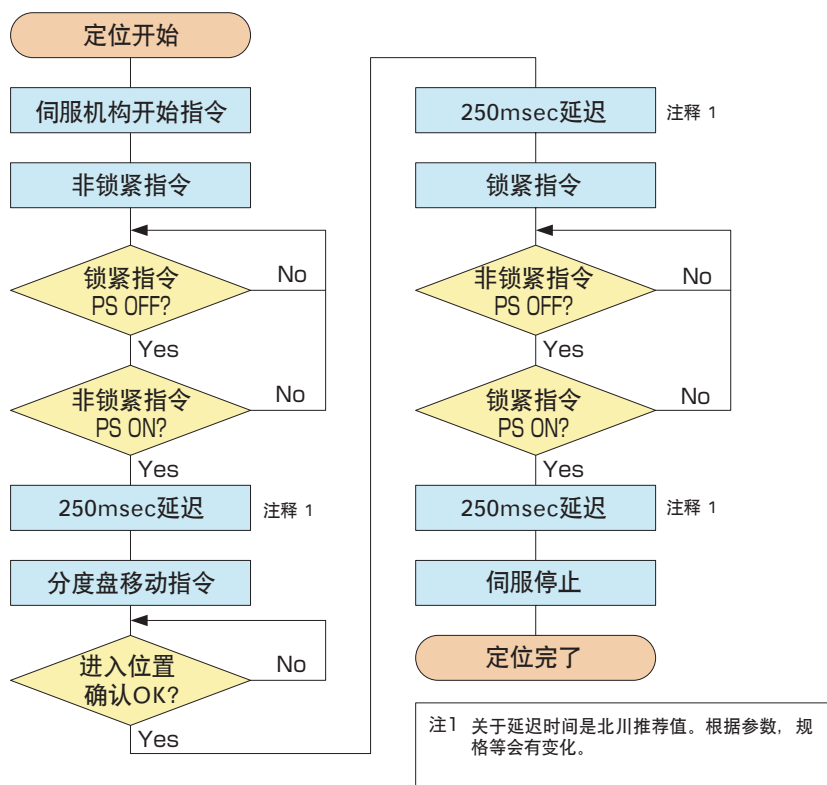 定位开始
伺服机构开始指令
非锁紧指令
锁紧指令
PS OFF?
No
Yes
非锁紧指令
PS ON?
No
Yes
250msec延迟
注释 1
分度盘移动指令
进入位置
确认OK?
No
Yes
250msec延迟
注释 1
锁紧指令
非锁紧指令
PS OFF?
No
Yes
锁紧指令
PS ON?
No
Yes
250msec延迟
注释 1
伺服停止
定位完了
注1 关于延迟时间是北川推荐值。根据参数,规
格等会有变化。